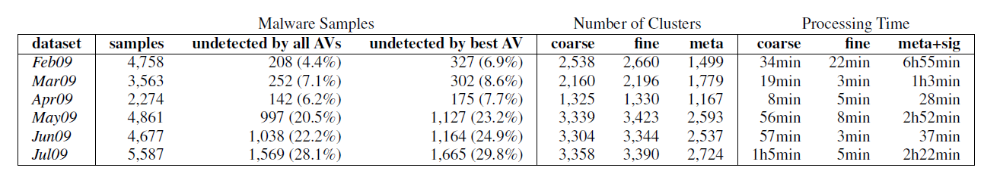 Malware Samples Number of Clusters Processing Time
dataset samples undetected by all AVs undetected by best AV coarse fine meta coarse fine meta+sig
Feb09 4,758 208 (4.4%) 327 (6.9%) 2,538 2,660 1,499 34min 22min 6h55min
Mar09 3,563 252 (7.1%) 302 (8.6%) 2,160 2,196 1,779 19min 3min 1h3min
Apr09 2,274 142 (6.2%) 175 (7.7%) 1,325 1,330 1,167 8min 5min 28min
May09 4,861 997 (20.5%) 1,127 (23.2%) 3,339 3,423 2,593 56min 8min 2h52min
Jun09 4,677 1,038 (22.2%) 1,164 (24.9%) 3,304 3,344 2,537 57min 3min 37min
Jul09 5,587 1,569 (28.1%) 1,665 (29.8%) 3,358 3,390 2,724 1h5min 5min 2h22min